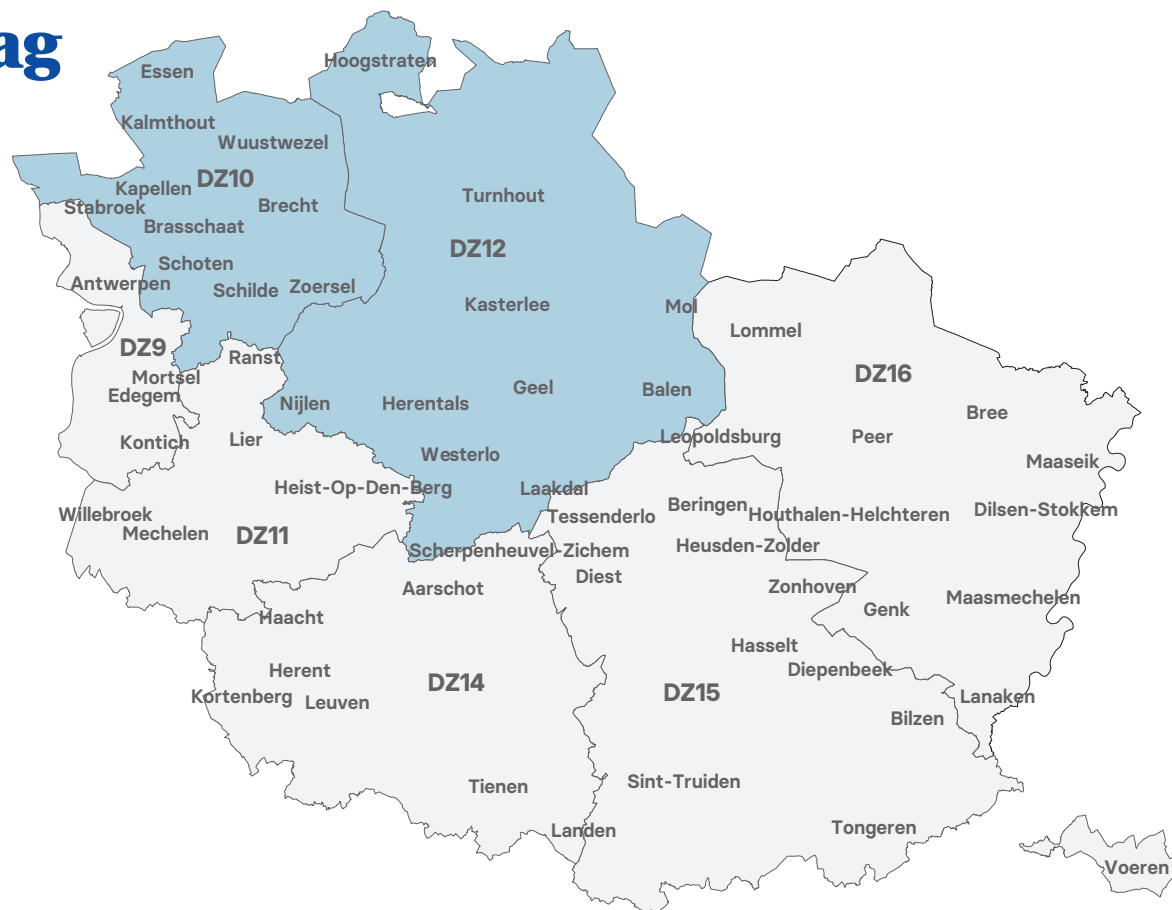 ag
Hoogstraten
Essen
Kalmthout
Wuustwezel
DZ10
Kapellen
Turnhout
Stabroek
Brecht
Brasschaat
DZ12
Schoten
Antwerpen
Schilde
Zoersel
Kasterlee
Mol
Lommel
DZ9
Ranst
DZ16
Mortsel
Edegem
Geel
Balen
Nijlen
Herentals
Bree
Kontich
Lier
Leopoldsburg
Peer
Westerlo
Maaseik
Heist-Op-Den-Berg
Laakdal
Beringen
Willebroek
Tessenderlo
Houthalen-Helchteren
Dilsen-Stokkem
Mechelen
DZ11
Heusden-Zolder
Scherpenheuvel-Zichem
Diest
Aarschot
Zonhoven
Maasmechelen
Genk
Haacht
Hasselt
Herent
Diepenbeek
DZ14
DZ15
Kortenberg
Leuven
Lanaken
Bilzen
Sint-Truiden
Tienen
Landen
Tongeren
Voeren